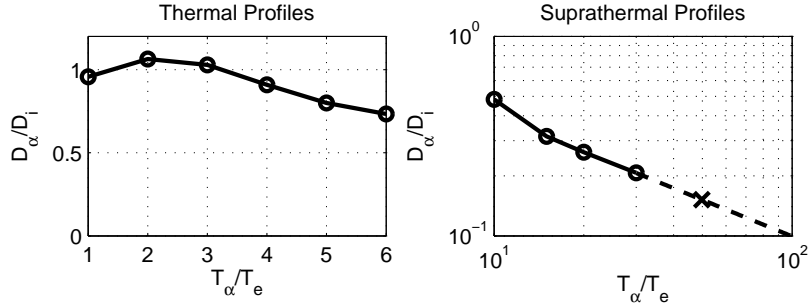 Thermal Profiles
D_α/D_i
1
0.5
0
1 2 3 4 5 6
T_α/T_e
Suprathermal Profiles
D_α/D_i
10^0
10^-1
10^1 10^2
T_α/T_e